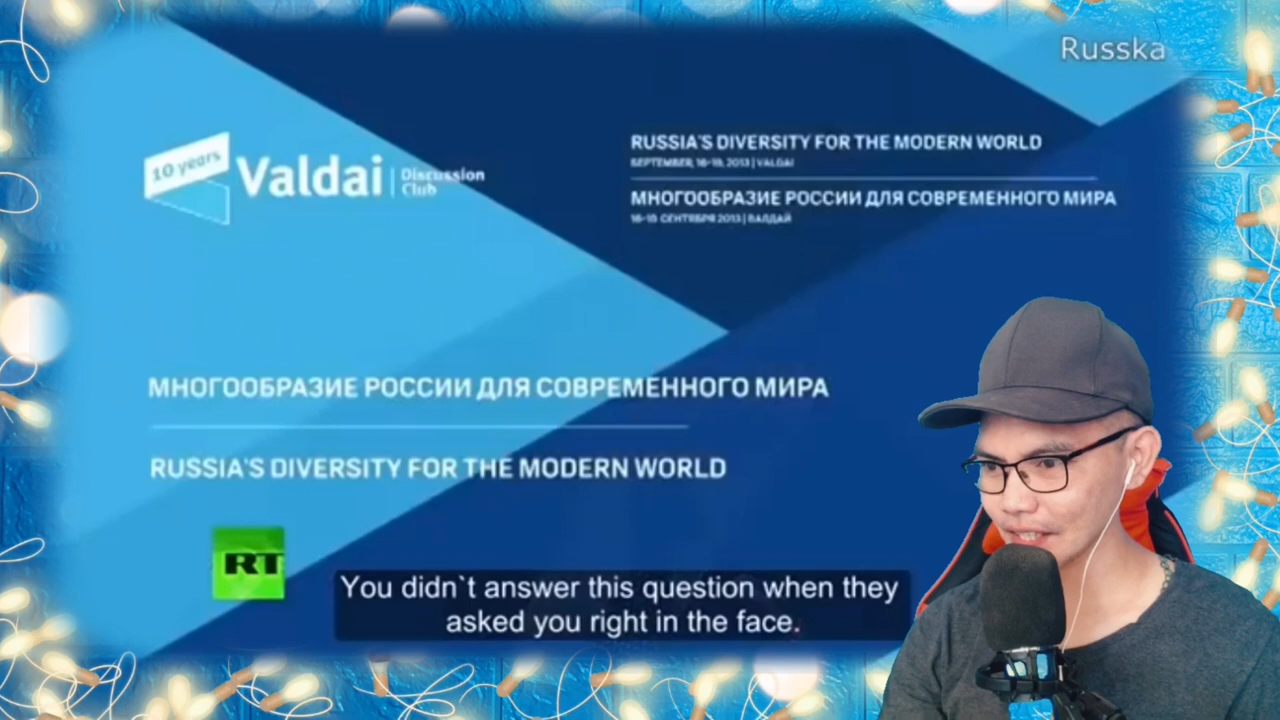 Russka
10 years
Valdai
Discussion
Club
RUSSIA'S DIVERSITY FOR THE MODERN WORLD
SEPTEMBER, 16-19, 2013 | VALDAI
МНОГООБРАЗИЕ РОССИИ ДЛЯ СОВРЕМЕННОГО МИРА
16-19 СЕНТЯБРЯ 2013 | ВАЛДАЙ
МНОГООБРАЗИЕ РОССИИ ДЛЯ СОВРЕМЕННОГО МИРА
RUSSIA'S DIVERSITY FOR THE MODERN WORLD
RT
You didn`t answer this question when they
asked you right in the face.